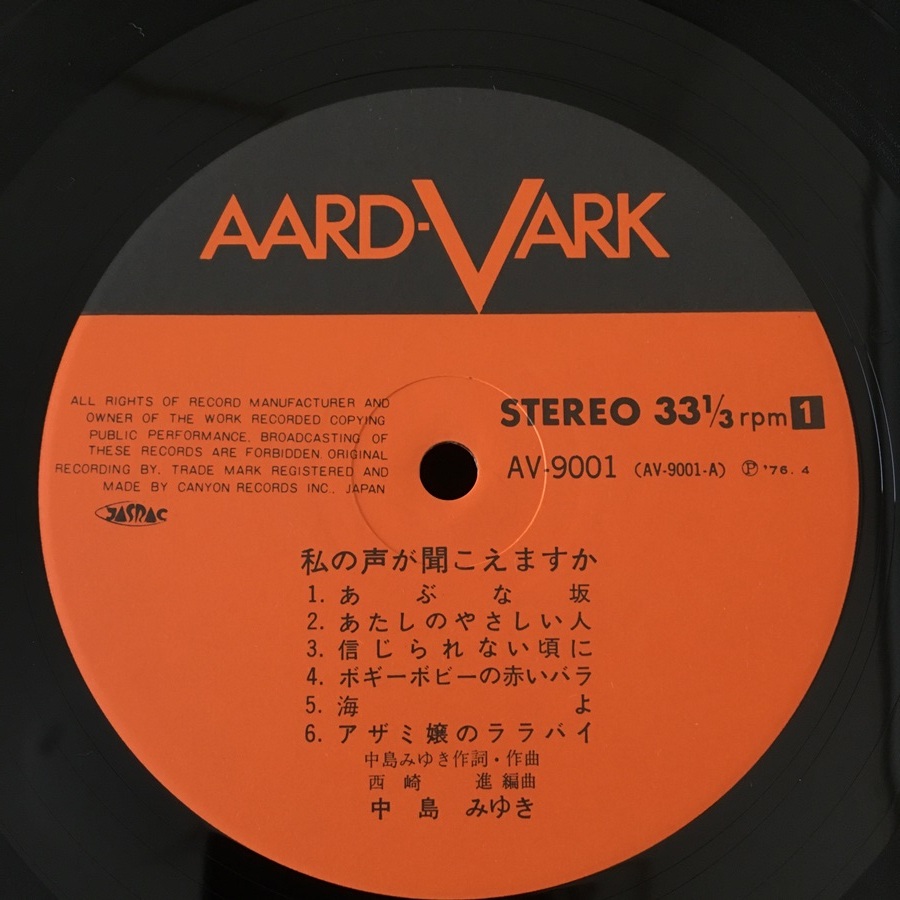 AARD-VARK
ALL RIGHTS OF RECORD MANUFACTURER AND
OWNER OF THE WORK RECORDED COPYING
PUBLIC PERFORMANCE, BROADCASTING OF
THESE RECORDS ARE FORBIDDEN ORIGINAL
RECORDING BY, TRADE MARK REGISTERED AND
MADE BY CANYON RECORDS INC., JAPAN
JASRAC
STEREO 33⅓ rpm 1
AV-9001 (AV-9001-A) Ⓟ '76. 4
私の声が聞こえますか
1. あぶな坂
2. あたしのやさしい人
3. 信じられない頃に
4. ボギーボビーの赤いバラ
5. 海よ
6. アザミ嬢のララバイ
中島みゆき作詞・作曲
西崎 進 編曲
中島 みゆき